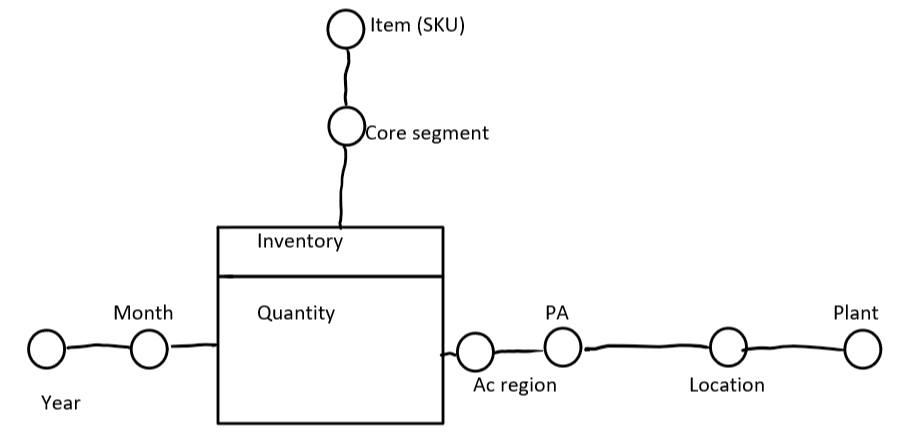 Item (SKU)
Core segment
Inventory
Month
Quantity
PA
Plant
Ac region
Location
Year